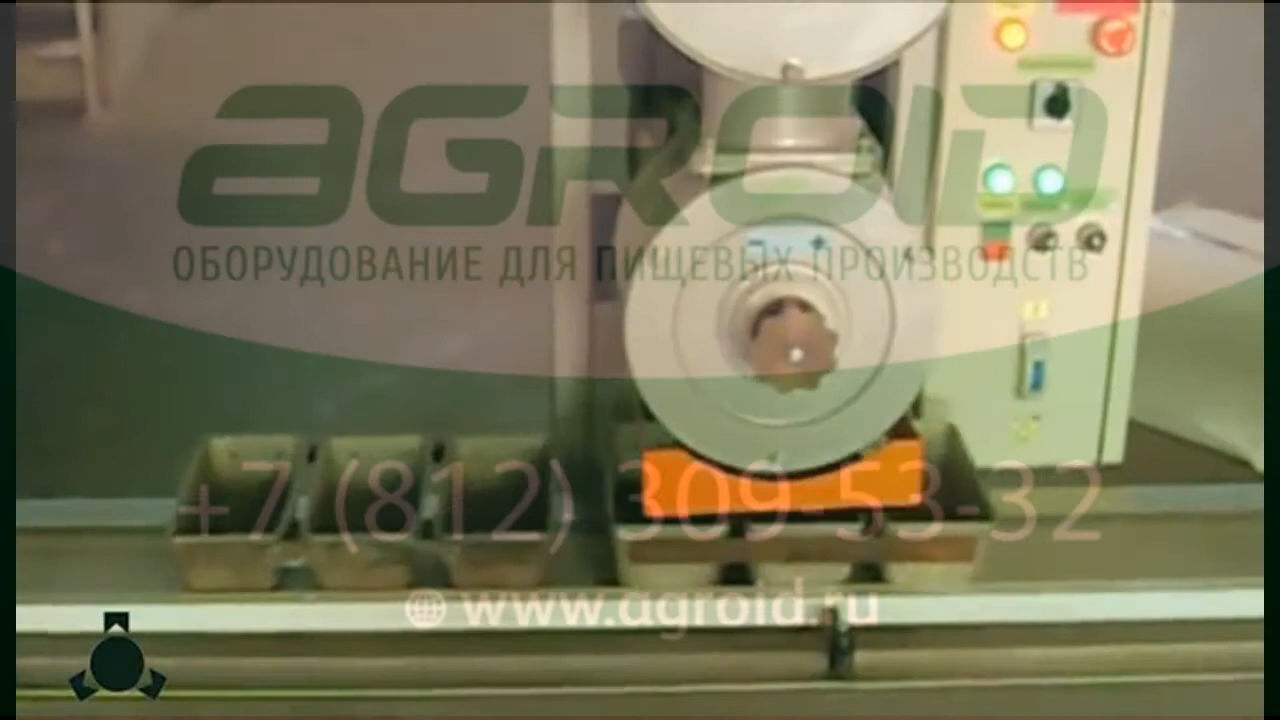 AGROID
ОБОРУДОВАНИЕ ДЛЯ ПИЩЕВЫХ ПРОИЗВОДСТВ
+7 (812) 309-53-32
www.agroid.ru